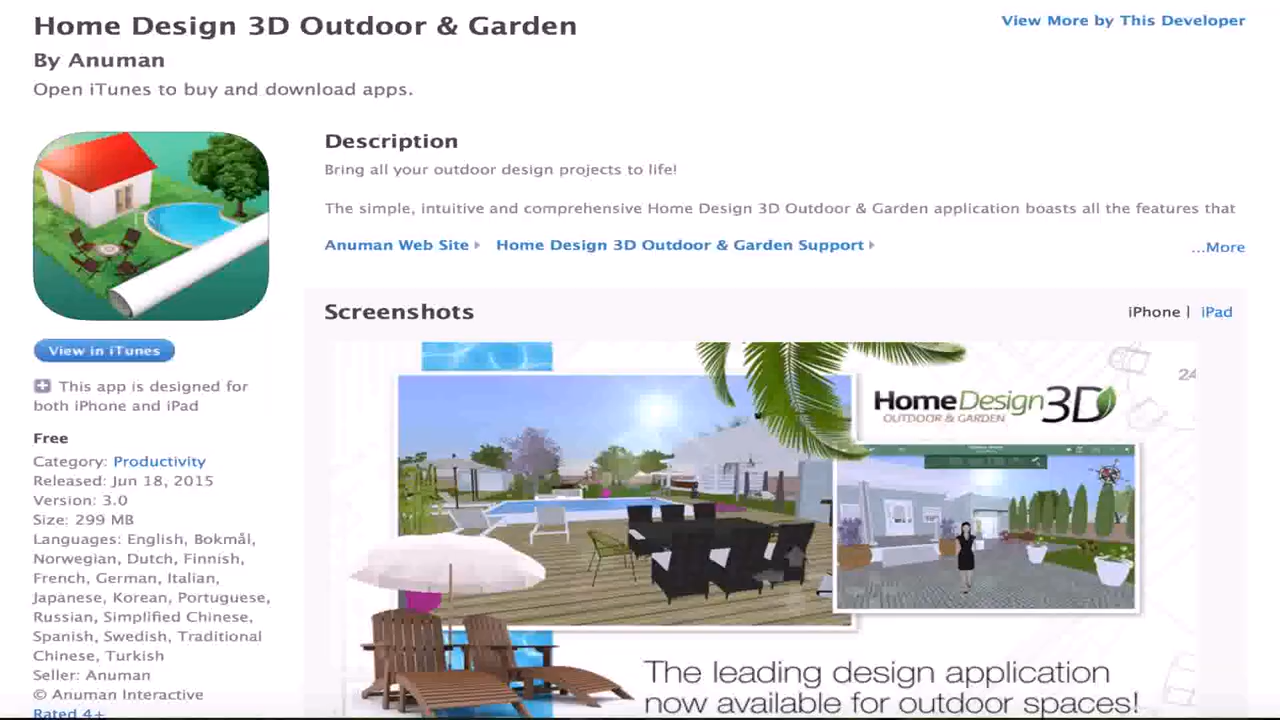 Home Design 3D Outdoor & Garden
View More by This Developer
By Anuman
Open iTunes to buy and download apps.
Description
Bring all your outdoor design projects to life!
The simple, intuitive and comprehensive Home Design 3D Outdoor & Garden application boasts all the features that
Anuman Web Site
Home Design 3D Outdoor & Garden Support
...More
View in iTunes
This app is designed for
both iPhone and iPad
Free
Category: Productivity
Released: Jun 18, 2015
Version: 3.0
Size: 299 MB
Languages: English, Bokmål,
Norwegian, Dutch, Finnish,
French, German, Italian,
Japanese, Korean, Portuguese,
Russian, Simplified Chinese,
Spanish, Swedish, Traditional
Chinese, Turkish
Seller: Anuman
© Anuman Interactive
Rated 4+
Screenshots
iPhone | iPad
24
HomeDesign 3D
OUTDOOR & GARDEN
The leading design application
now available for outdoor spaces!